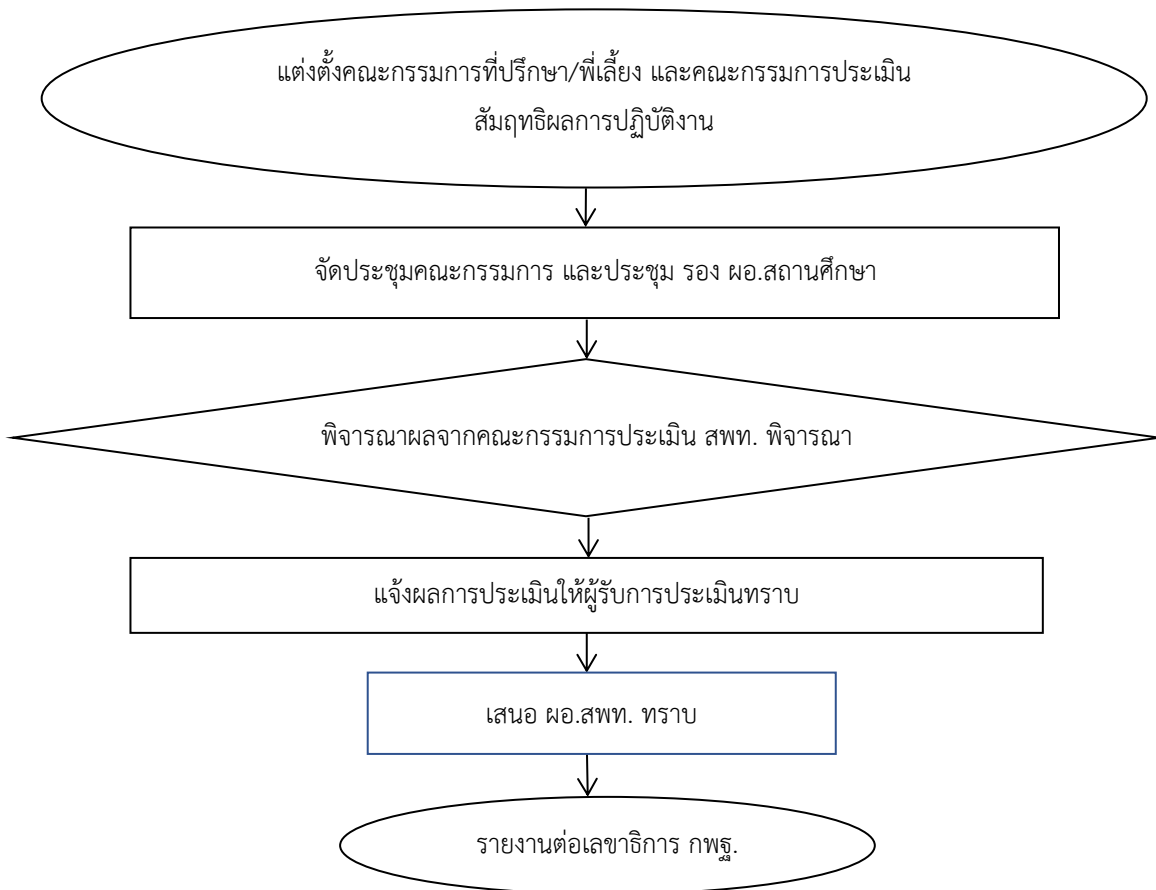 แต่งตั้งคณะกรรมการที่ปรึกษา/พี่เลี้ยง และคณะกรรมการประเมิน
สัมฤทธิผลการปฏิบัติงาน
จัดประชุมคณะกรรมการ และประชุม รอง ผอ.สถานศึกษา
พิจารณาผลจากคณะกรรมการประเมิน สพท. พิจารณา
แจ้งผลการประเมินให้ผู้รับการประเมินทราบ
เสนอ ผอ.สพท. ทราบ
รายงานต่อเลขาธิการ กพฐ.